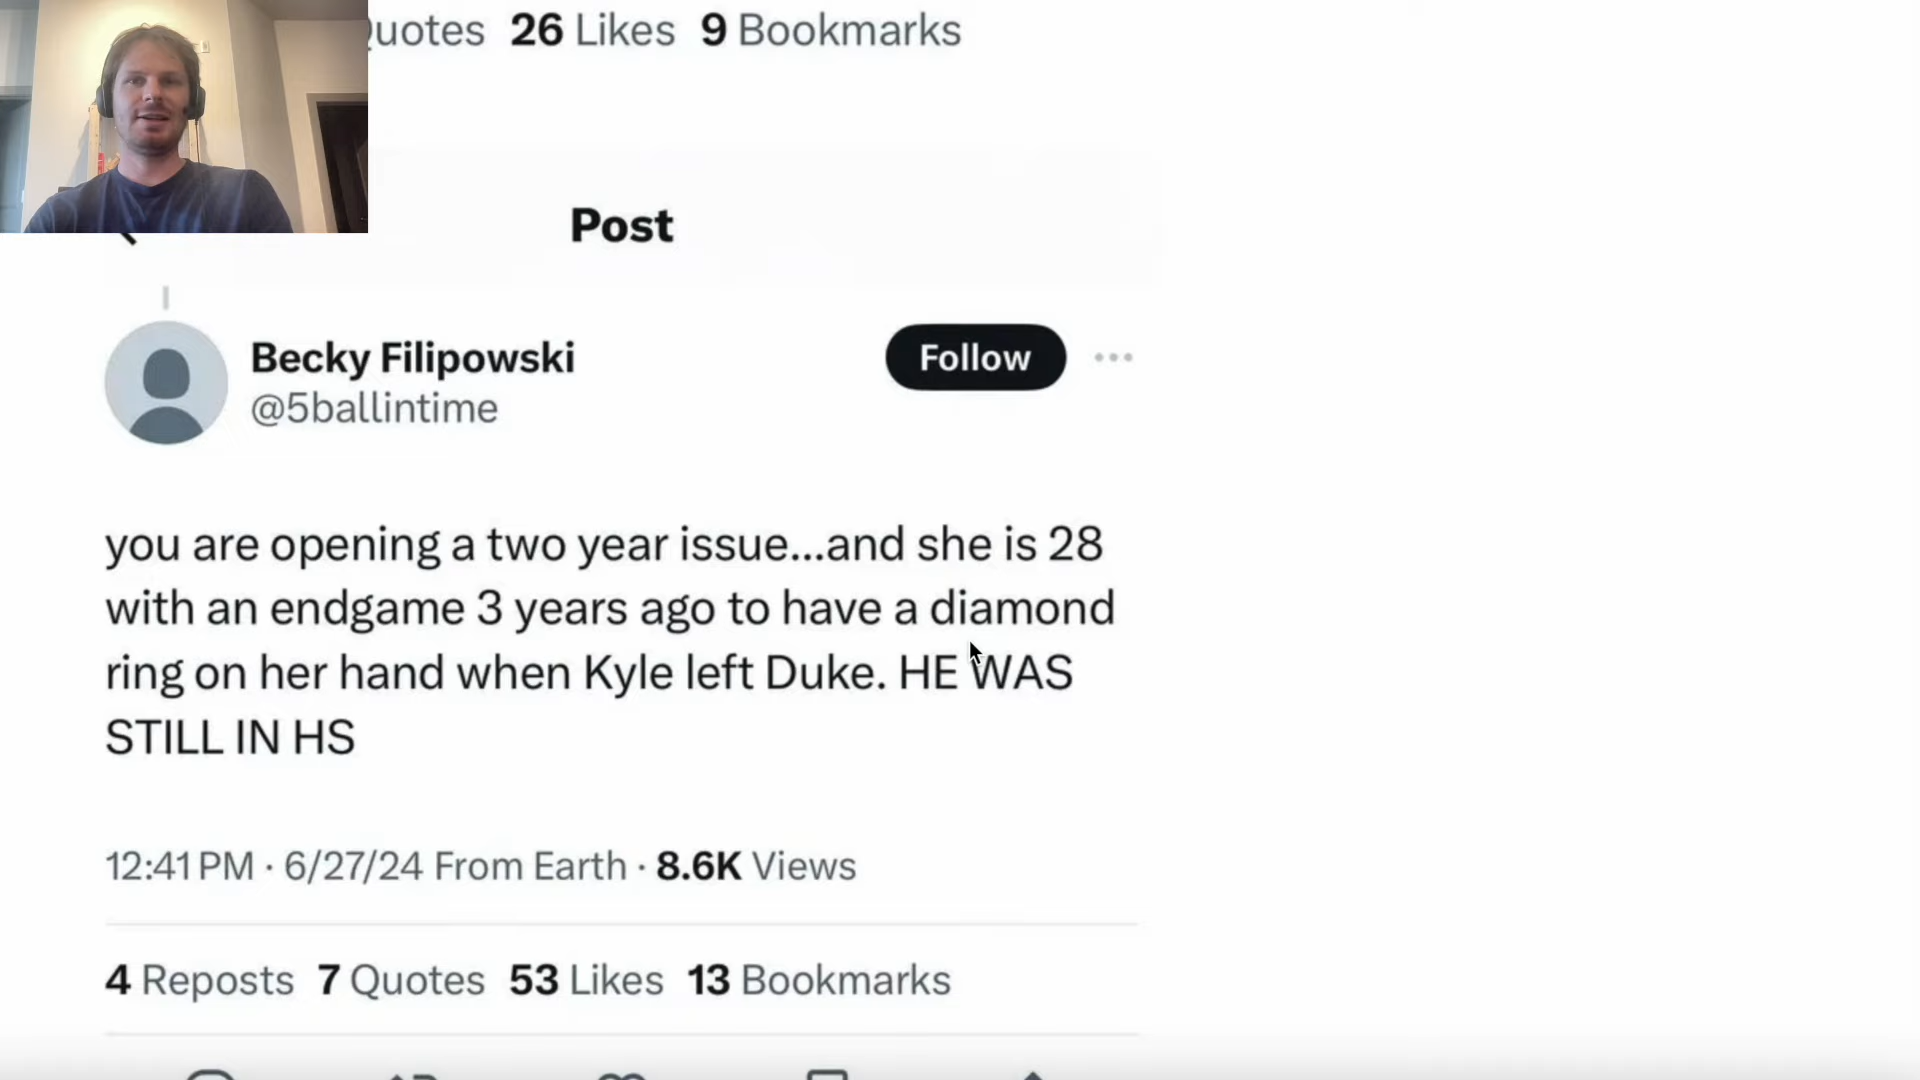 uotes 26 Likes 9 Bookmarks
Post
Becky Filipowski
Follow
@5ballintime
you are opening a two year issue...and she is 28
with an endgame 3 years ago to have a diamond
ring on her hand when Kyle left Duke. HE WAS
STILL IN HS
12:41 PM · 6/27/24 From Earth · 8.6K Views
4 Reposts 7 Quotes 53 Likes 13 Bookmarks